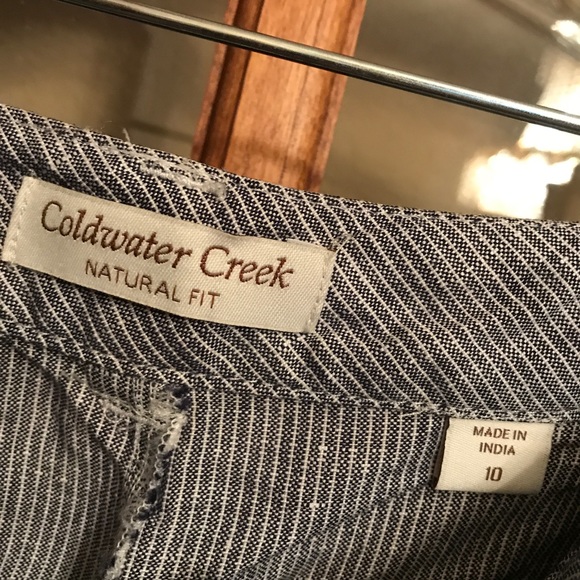 Coldwater Creek
NATURAL FIT
MADE IN
INDIA
10